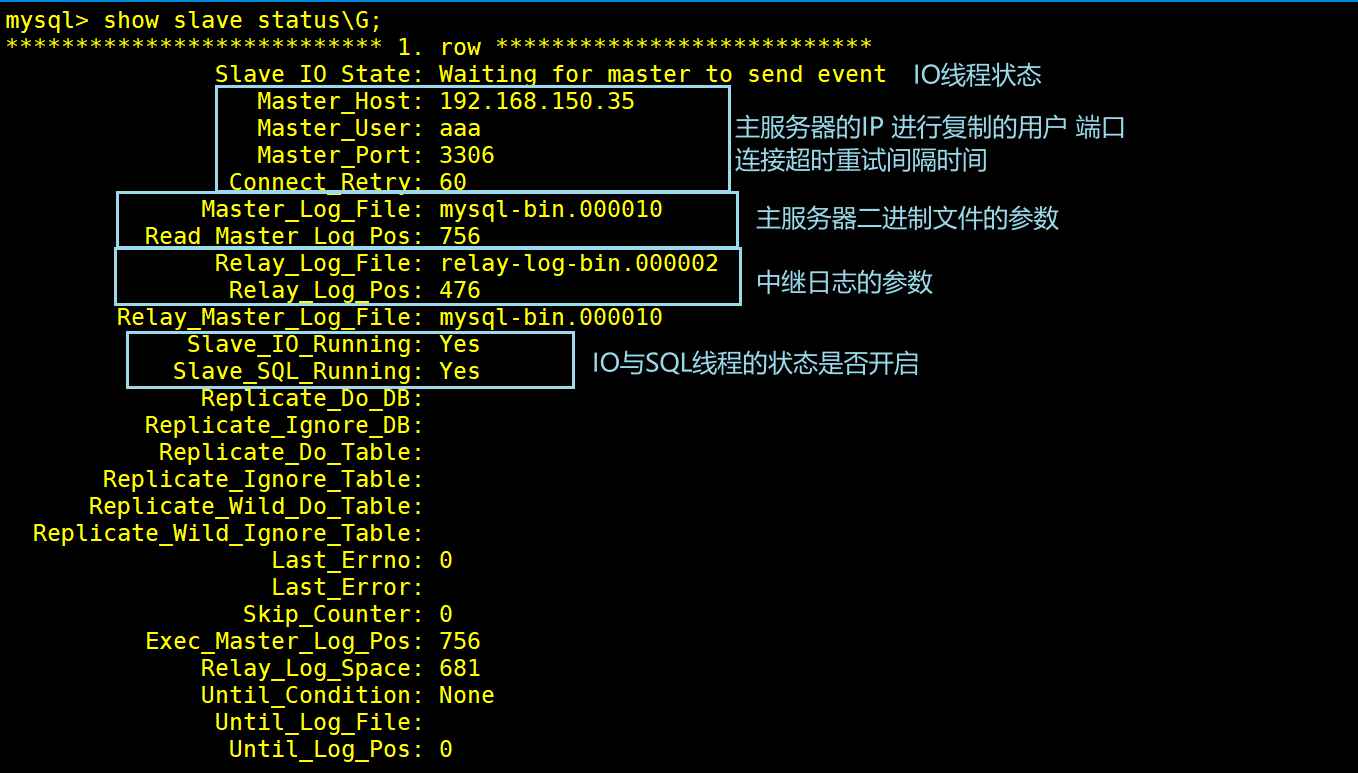 mysql> show slave status\G;
*************************** 1. row ***************************
Slave_IO_State: Waiting for master to send event IO线程状态
Master_Host: 192.168.150.35
Master_User: aaa
Master_Port: 3306
Connect_Retry: 60
主服务器的IP 进行复制的用户 端口
连接超时重试间隔时间
Master_Log_File: mysql-bin.000010
Read_Master_Log_Pos: 756
主服务器二进制文件的参数
Relay_Log_File: relay-log-bin.000002
Relay_Log_Pos: 476
中继日志的参数
Relay_Master_Log_File: mysql-bin.000010
Slave_IO_Running: Yes
Slave_SQL_Running: Yes
IO与SQL线程的状态是否开启
Replicate_Do_DB:
Replicate_Ignore_DB:
Replicate_Do_Table:
Replicate_Ignore_Table:
Replicate_Wild_Do_Table:
Replicate_Wild_Ignore_Table:
Last_Errno: 0
Last_Error:
Skip_Counter: 0
Exec_Master_Log_Pos: 756
Relay_Log_Space: 681
Until_Condition: None
Until_Log_File:
Until_Log_Pos: 0